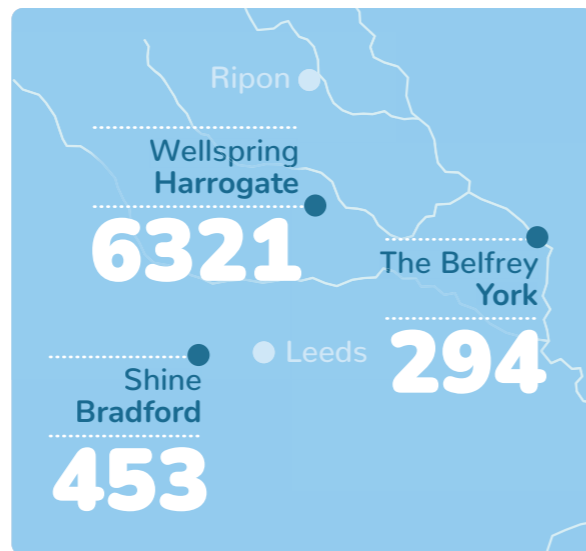 Ripon
Wellspring
Harrogate
6321
The Belfrey
York
294
Leeds
Shine
Bradford
453